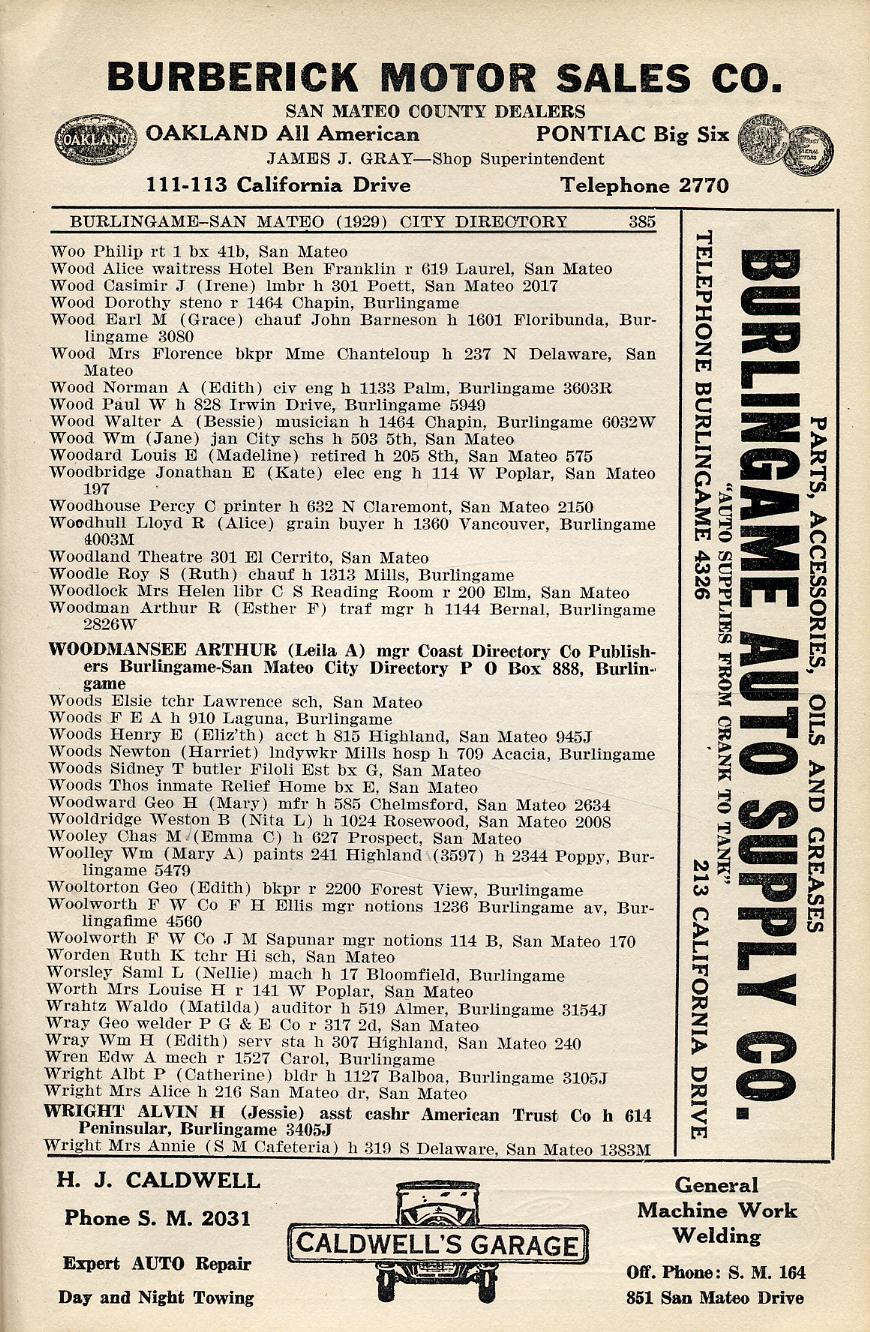 BURBERICK MOTOR SALES CO.
SAN MATEO COUNTY DEALERS
OAKLAND
OAKLAND All American PONTIAC Big Six
JAMES J. GRAY—Shop Superintendent
111-113 California Drive Telephone 2770
BURLINGAME-SAN MATEO (1929) CITY DIRECTORY 385
Woo Philip rt 1 bx 41b, San Mateo
Wood Alice waitress Hotel Ben Franklin r 619 Laurel, San Mateo
Wood Casimir J (Irene) lmbr h 301 Poett, San Mateo 2017
Wood Dorothy steno r 1464 Chapin, Burlingame
Wood Earl M (Grace) chauf John Barneson h 1601 Floribunda, Bur-
lingame 3080
Wood Mrs Florence bkpr Mme Chanteloup h 237 N Delaware, San
Mateo
Wood Norman A (Edith) civ eng h 1133 Palm, Burlingame 3603R
Wood Paul W h 828 Irwin Drive, Burlingame 5949
Wood Walter A (Bessie) musician h 1464 Chapin, Burlingame 6032W
Wood Wm (Jane) jan City schs h 503 5th, San Mateo
Woodard Louis E (Madeline) retired h 205 8th, San Mateo 575
Woodbridge Jonathan E (Kate) elec eng h 114 W Poplar, San Mateo
197
Woodhouse Percy C printer h 632 N Claremont, San Mateo 2150
Woodhull Lloyd R (Alice) grain buyer h 1360 Vancouver, Burlingame
4003M
Woodland Theatre 301 El Cerrito, San Mateo
Woodle Roy S (Ruth) chauf h 1313 Mills, Burlingame
Woodlock Mrs Helen libr C S Reading Room r 200 Elm, San Mateo
Woodman Arthur R (Esther F) traf mgr h 1144 Bernal, Burlingame
2826W
WOODMANSEE ARTHUR (Leila A) mgr Coast Directory Co Publish-
ers Burlingame-San Mateo City Directory P O Box 888, Burlin-
game
Woods Elsie tchr Lawrence sch, San Mateo
Woods F E A h 910 Laguna, Burlingame
Woods Henry E (Eliz'th) acct h 815 Highland, San Mateo 945J
Woods Newton (Harriet) lndywkr Mills hosp h 709 Acacia, Burlingame
Woods Sidney T butler Filoli Est bx G, San Mateo
Woods Thos inmate Relief Home bx E, San Mateo
Woodward Geo H (Mary) mfr h 585 Chelmsford, San Mateo 2634
Wooldridge Weston B (Nita L) h 1024 Rosewood, San Mateo 2008
Wooley Chas M (Emma C) h 627 Prospect, San Mateo
Woolley Wm (Mary A) paints 241 Highland (3597) h 2344 Poppy, Bur-
lingame 5479
Wooltorton Geo (Edith) bkpr r 2200 Forest View, Burlingame
Woolworth F W Co F H Ellis mgr notions 1236 Burlingame av, Bur-
lingafime 4560
Woolworth F W Co J M Sapunar mgr notions 114 B, San Mateo 170
Worden Ruth K tchr Hi sch, San Mateo
Worsley Saml L (Nellie) mach h 17 Bloomfield, Burlingame
Worth Mrs Louise H r 141 W Poplar, San Mateo
Wrahtz Waldo (Matilda) auditor h 519 Almer, Burlingame 3154J
Wray Geo welder P G & E Co r 317 2d, San Mateo
Wray Wm H (Edith) serv sta h 307 Highland, San Mateo 240
Wren Edw A mech r 1527 Carol, Burlingame
Wright Albt P (Catherine) bldr h 1127 Balboa, Burlingame 3105J
Wright Mrs Alice h 216 San Mateo dr, San Mateo
WRIGHT ALVIN H (Jessie) asst cashr American Trust Co h 614
Peninsular, Burlingame 3405J
Wright Mrs Annie (S M Cafeteria) h 319 S Delaware, San Mateo 1383M
PARTS, ACCESSORIES, OILS AND GREASES
BURLINGAME AUTO SUPPLY CO.
"AUTO SUPPLIES FROM CRANK TO TANK"
TELEPHONE BURLINGAME 4326 213 CALIFORNIA DRIVE
H. J. CALDWELL
Phone S. M. 2031
Expert AUTO Repair
Day and Night Towing
CALDWELL'S GARAGE
General
Machine Work
Welding
Off. Phone: S. M. 164
851 San Mateo Drive